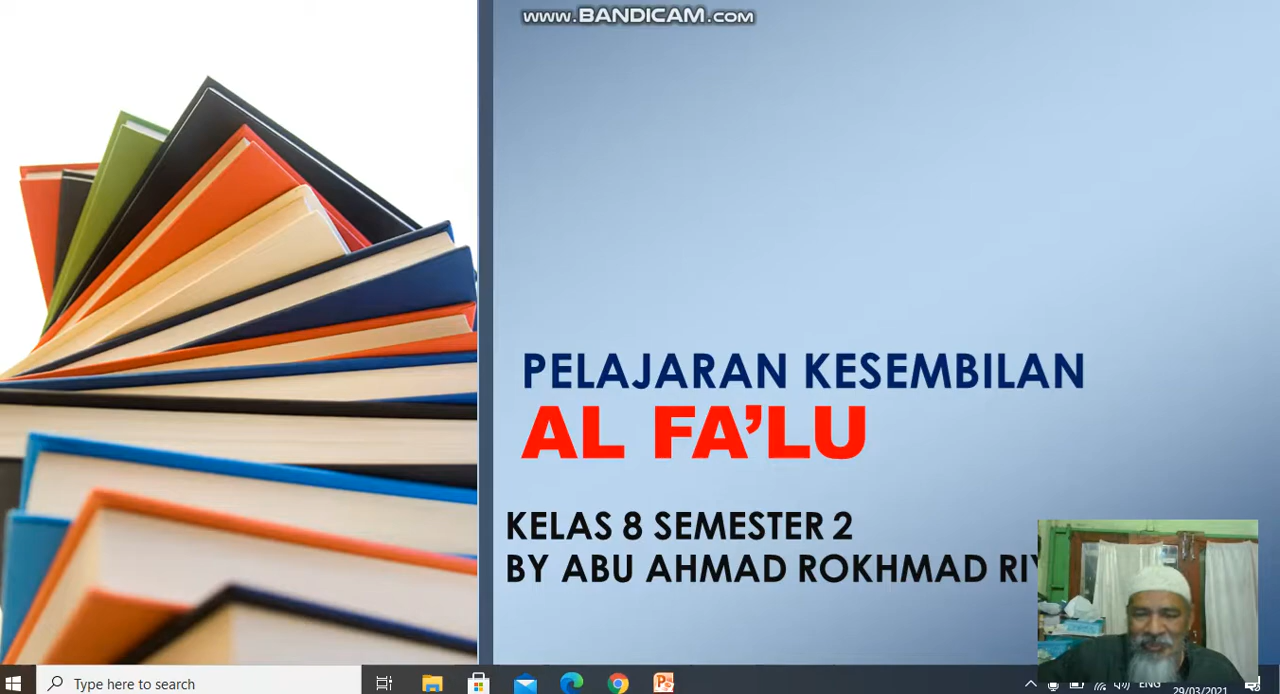 WWW.BANDICAM.COM
PELAJARAN KESEMBILAN
AL FA’LU
KELAS 8 SEMESTER 2
BY ABU AHMAD ROKHMAD
Type here to search
ENG
29/03/2021